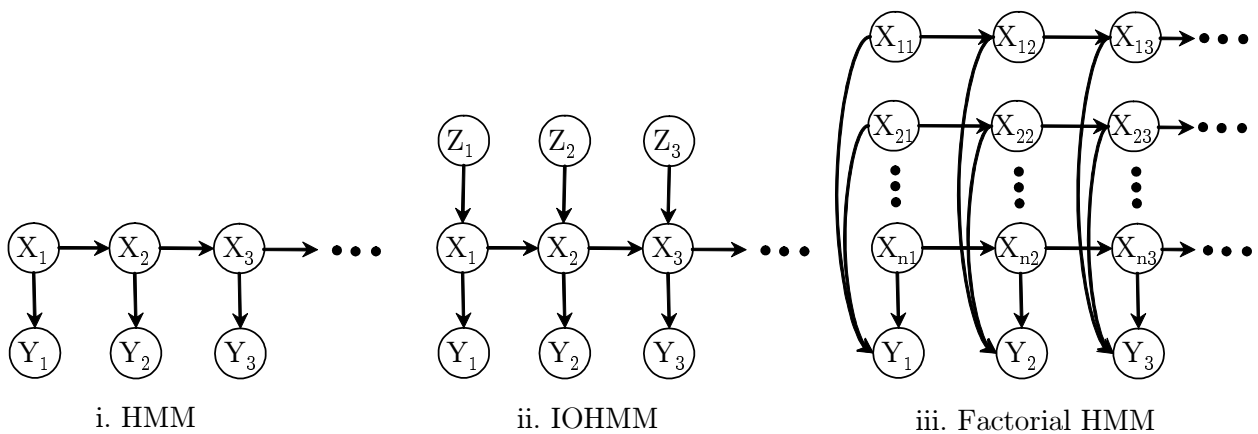 X₁₁ X₁₂ X₁₃
Z₁ Z₂ Z₃ X₂₁ X₂₂ X₂₃
X₁ X₂ X₃ X₁ X₂ X₃ Xₙ₁ Xₙ₂ Xₙ₃
Y₁ Y₂ Y₃ Y₁ Y₂ Y₃ Y₁ Y₂ Y₃
i. HMM ii. IOHMM iii. Factorial HMM